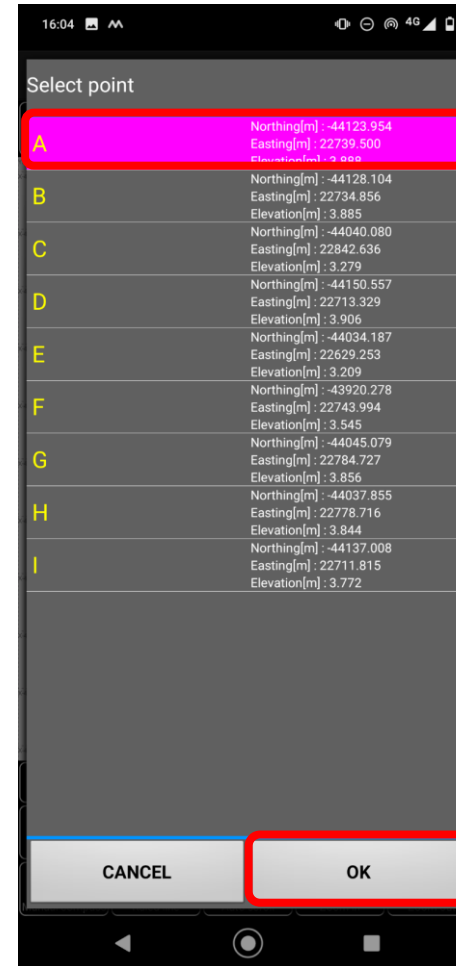 16:04 4G
Select point
A
Northing[m] : -44123.954
Easting[m] : 22739.500
Elevation[m] : 3.888
B
Northing[m] : -44128.104
Easting[m] : 22734.856
Elevation[m] : 3.885
C
Northing[m] : -44040.080
Easting[m] : 22842.636
Elevation[m] : 3.279
D
Northing[m] : -44150.557
Easting[m] : 22713.329
Elevation[m] : 3.906
E
Northing[m] : -44034.187
Easting[m] : 22629.253
Elevation[m] : 3.209
F
Northing[m] : -43920.278
Easting[m] : 22743.994
Elevation[m] : 3.545
G
Northing[m] : -44045.079
Easting[m] : 22784.727
Elevation[m] : 3.856
H
Northing[m] : -44037.855
Easting[m] : 22778.716
Elevation[m] : 3.844
I
Northing[m] : -44137.008
Easting[m] : 22711.815
Elevation[m] : 3.772
CANCEL OK